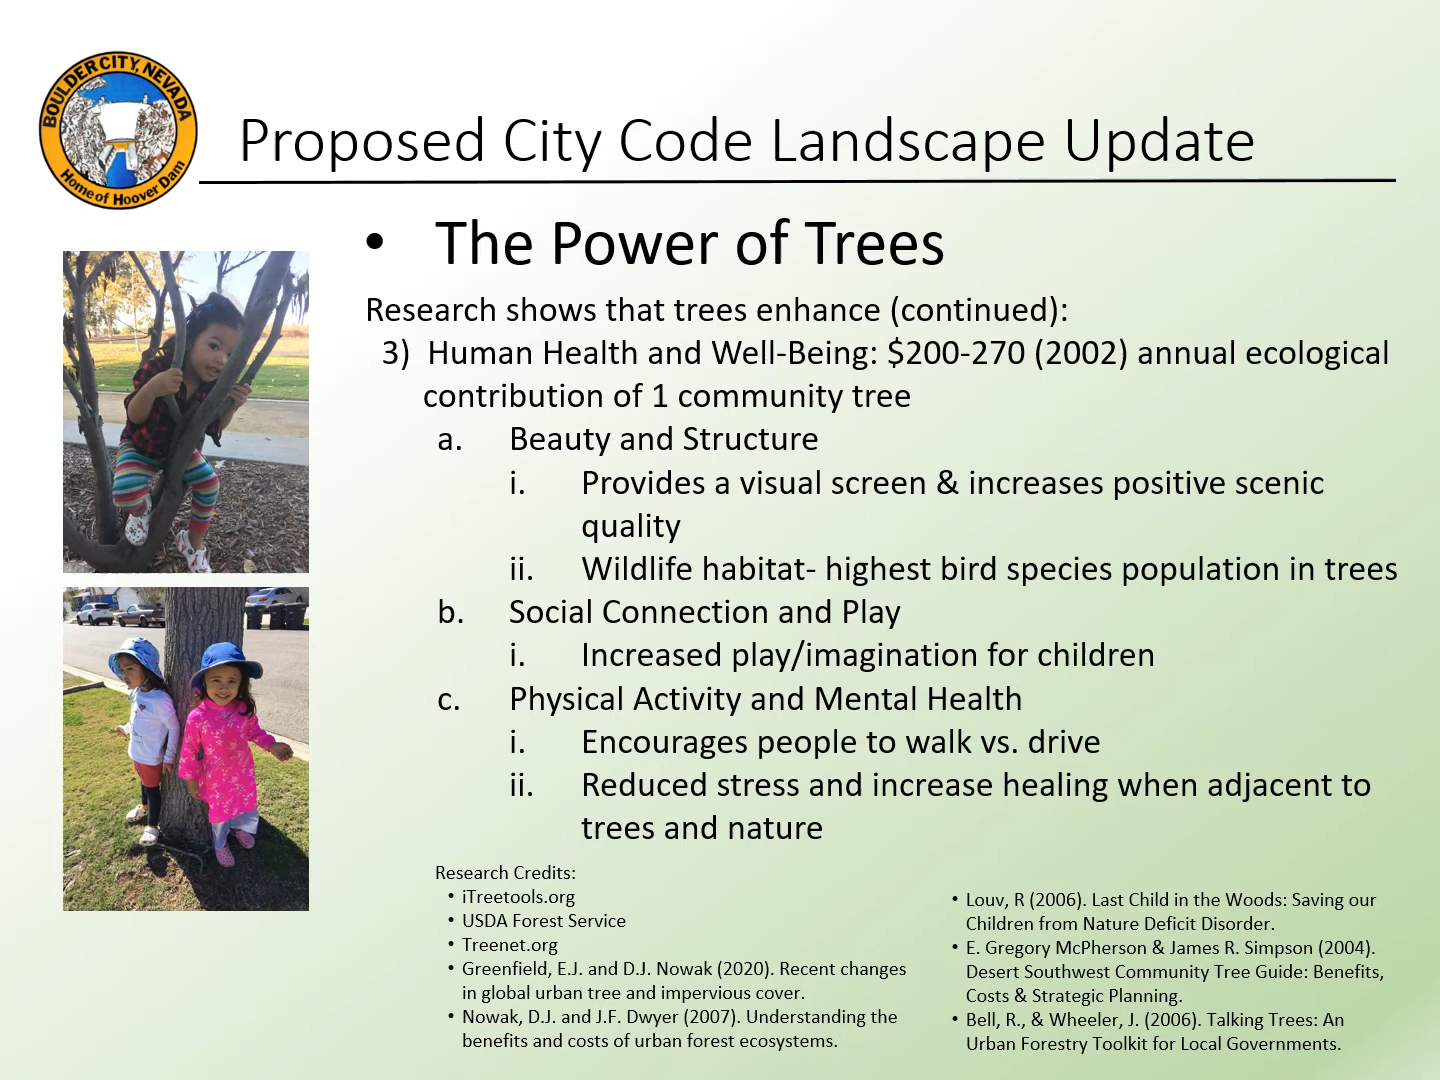 BOULDER CITY, NEVADA
Home of Hoover Dam
Proposed City Code Landscape Update
• The Power of Trees
Research shows that trees enhance (continued):
3) Human Health and Well-Being: $200-270 (2002) annual ecological
contribution of 1 community tree
a. Beauty and Structure
i. Provides a visual screen & increases positive scenic
quality
ii. Wildlife habitat- highest bird species population in trees
b. Social Connection and Play
i. Increased play/imagination for children
c. Physical Activity and Mental Health
i. Encourages people to walk vs. drive
ii. Reduced stress and increase healing when adjacent to
trees and nature
Research Credits:
• iTreetools.org
• USDA Forest Service
• Treenet.org
• Greenfield, E.J. and D.J. Nowak (2020). Recent changes
in global urban tree and impervious cover.
• Nowak, D.J. and J.F. Dwyer (2007). Understanding the
benefits and costs of urban forest ecosystems.
• Louv, R (2006). Last Child in the Woods: Saving our
Children from Nature Deficit Disorder.
• E. Gregory McPherson & James R. Simpson (2004).
Desert Southwest Community Tree Guide: Benefits,
Costs & Strategic Planning.
• Bell, R., & Wheeler, J. (2006). Talking Trees: An
Urban Forestry Toolkit for Local Governments.